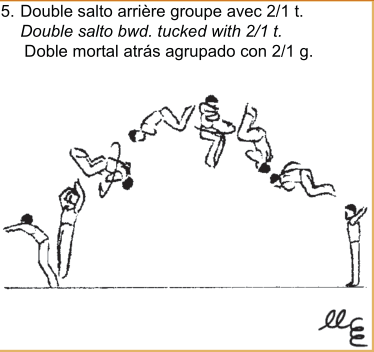 5. Double salto arrière groupe avec 2/1 t.
Double salto bwd. tucked with 2/1 t.
Doble mortal atrás agrupado con 2/1 g.